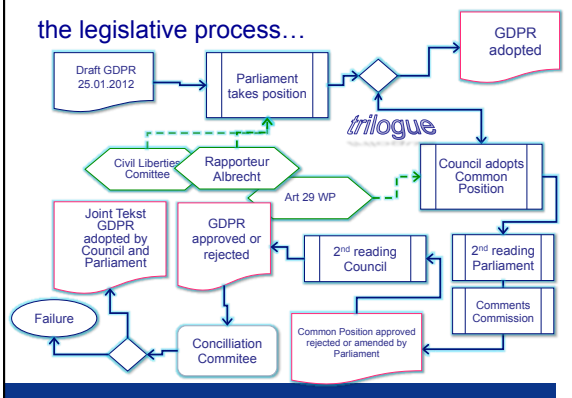 the legislative process…
Draft GDPR
25.01.2012
Parliament
takes position
GDPR
adopted
trilogue
Civil Liberties
Comittee
Rapporteur
Albrecht
Art 29 WP
Council adopts
Common
Position
Joint Tekst
GDPR
adopted by
Council and
Parliament
GDPR
approved or
rejected
2nd reading
Council
2nd reading
Parliament
Comments
Commission
Common Position approved
rejected or amended by
Parliament
Concilliation
Commitee
Failure